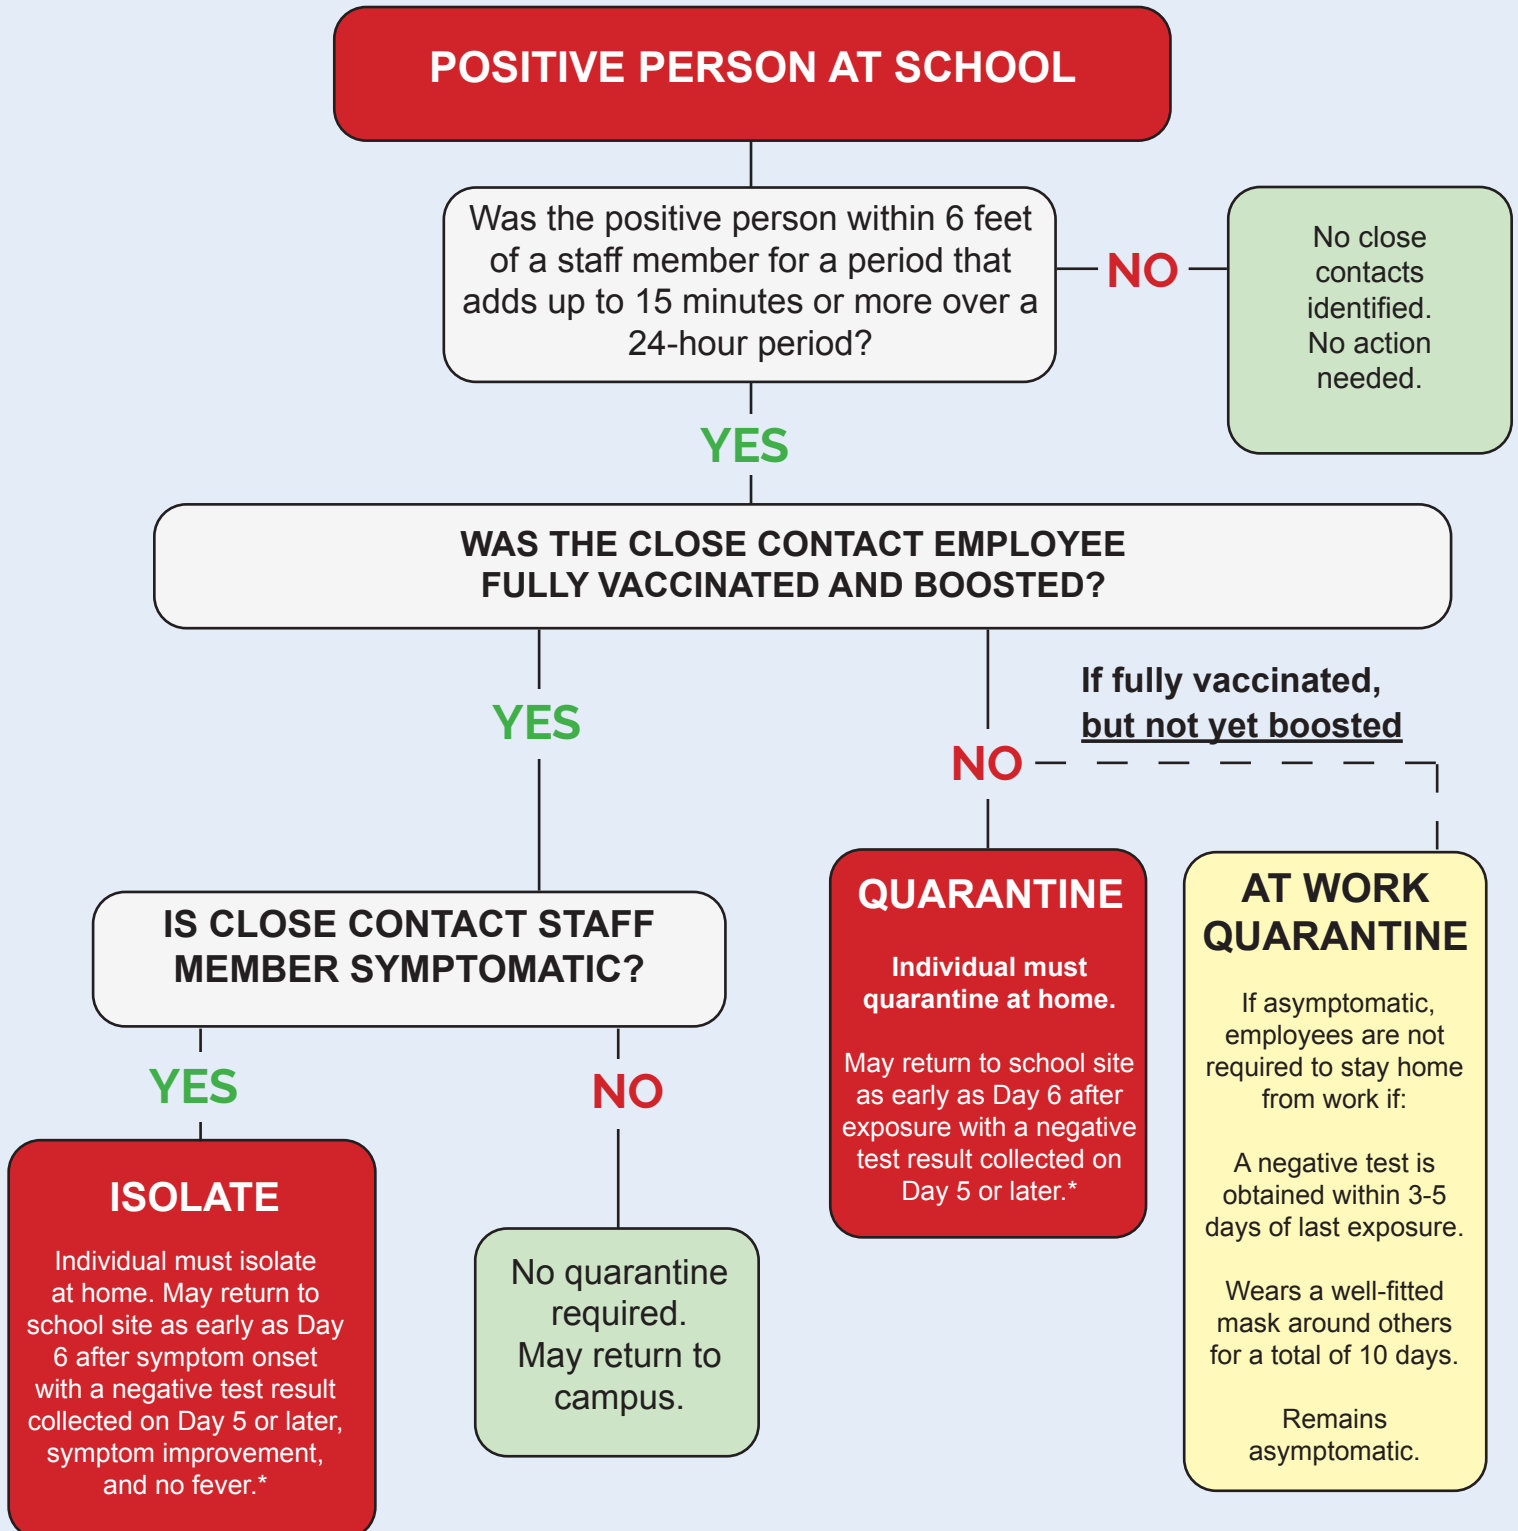 POSITIVE PERSON AT SCHOOL
Was the positive person within 6 feet
of a staff member for a period that
adds up to 15 minutes or more over a
24-hour period?
NO
No close
contacts
identified.
No action
needed.
YES
WAS THE CLOSE CONTACT EMPLOYEE
FULLY VACCINATED AND BOOSTED?
YES
NO
If fully vaccinated,
but not yet boosted
IS CLOSE CONTACT STAFF
MEMBER SYMPTOMATIC?
YES
NO
ISOLATE
Individual must isolate
at home. May return to
school site as early as Day
6 after symptom onset
with a negative test result
collected on Day 5 or later,
symptom improvement,
and no fever.*
No quarantine
required.
May return to
campus.
QUARANTINE
Individual must
quarantine at home.
May return to school site
as early as Day 6 after
exposure with a negative
test result collected on
Day 5 or later.*
AT WORK
QUARANTINE
If asymptomatic,
employees are not
required to stay home
from work if:
A negative test is
obtained within 3-5
days of last exposure.
Wears a well-fitted
mask around others
for a total of 10 days.
Remains
asymptomatic.